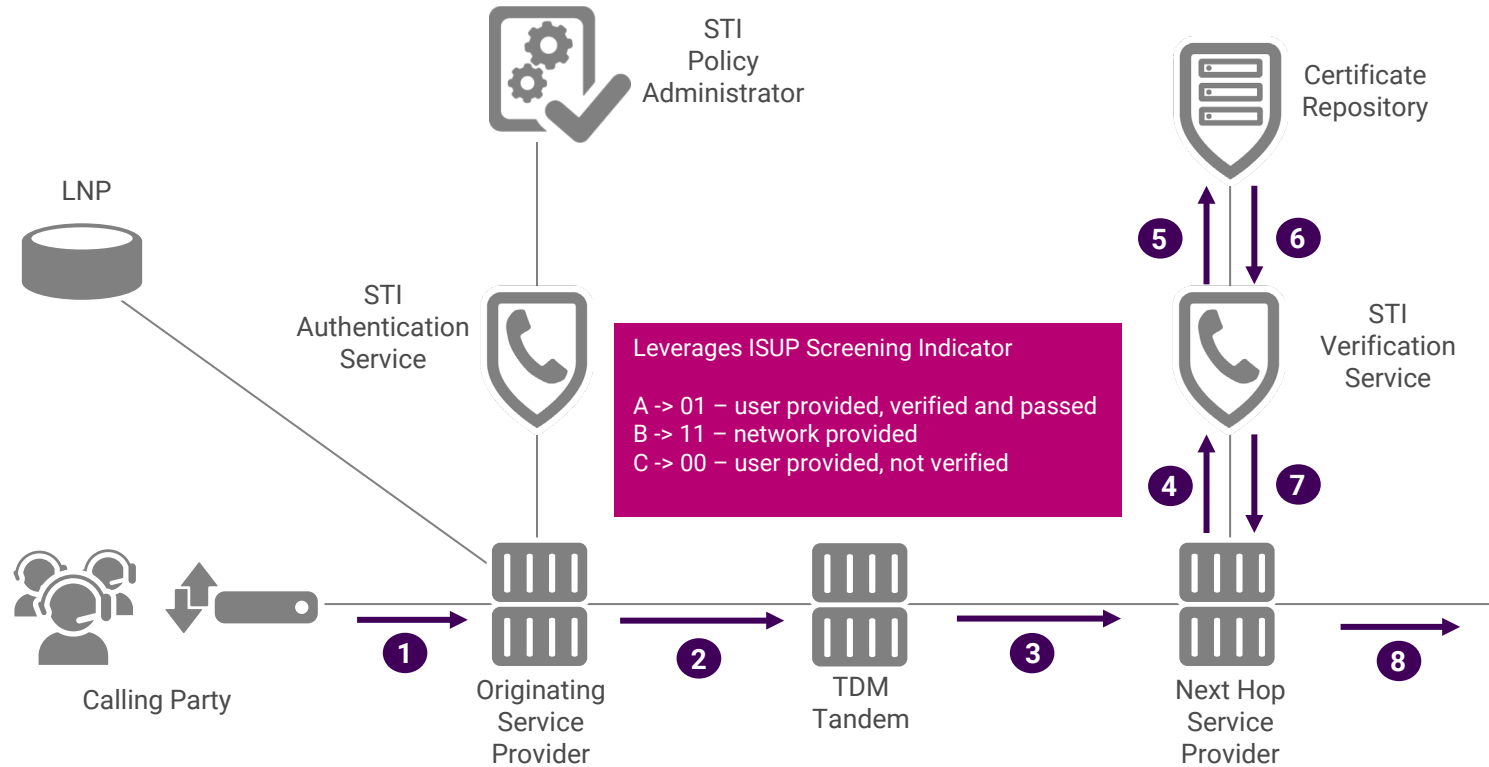 STI
Policy
Administrator
Certificate
Repository
LNP
5
6
STI
Authentication
Service
Leverages ISUP Screening Indicator
A -> 01 – user provided, verified and passed
B -> 11 – network provided
C -> 00 – user provided, not verified
STI
Verification
Service
4
7
1
2
3
8
Calling Party
Originating
Service
Provider
TDM
Tandem
Next Hop
Service
Provider